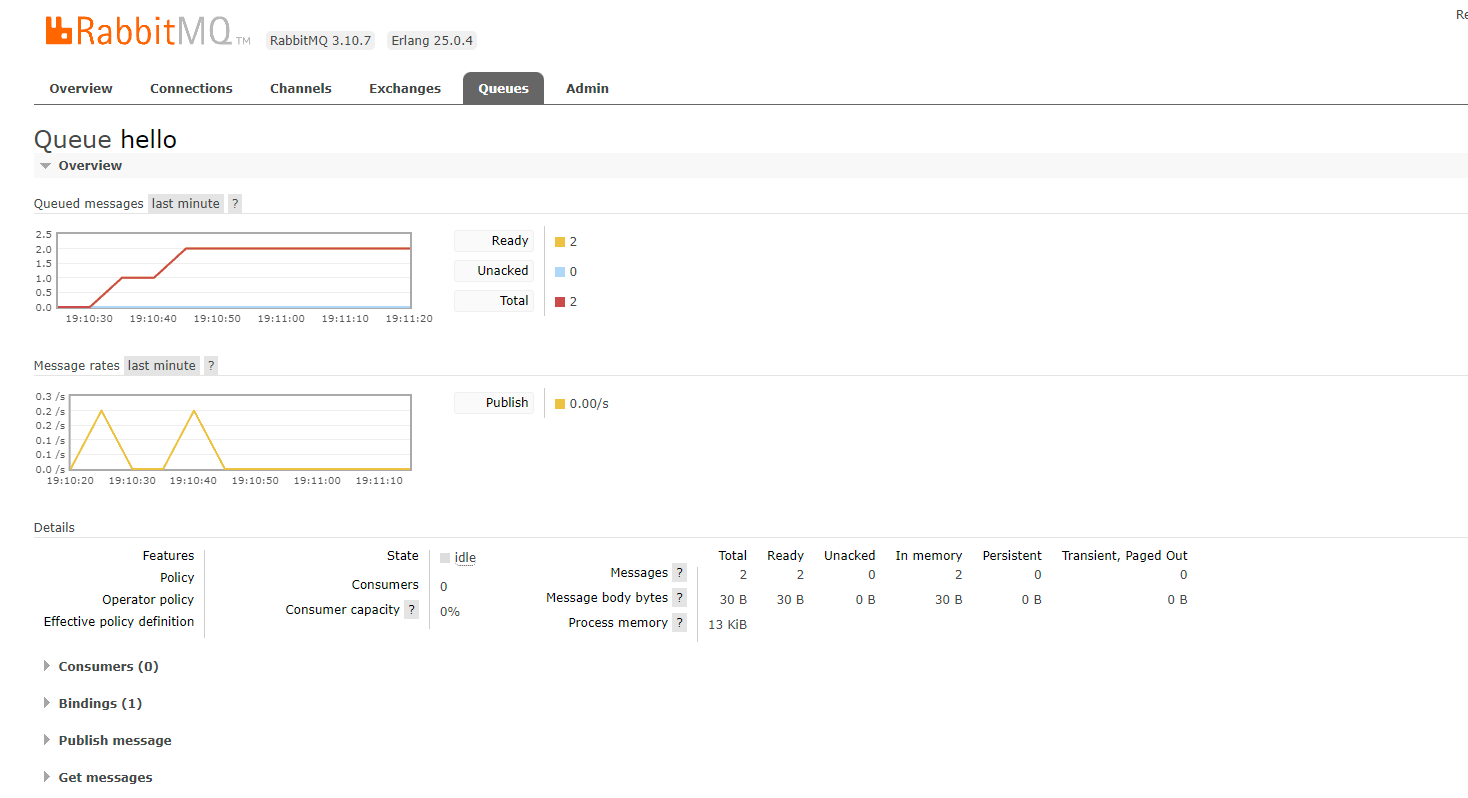 RabbitMQ TM RabbitMQ 3.10.7 Erlang 25.0.4
Re
Overview Connections Channels Exchanges Queues Admin
Queue hello
Overview
Queued messages last minute ?
2.5
2.0
1.5
1.0
0.5
0.0
19:10:30 19:10:40 19:10:50 19:11:00 19:11:10 19:11:20
Ready 2
Unacked 0
Total 2
Message rates last minute ?
0.3 /s
0.2 /s
0.2 /s
0.1 /s
0.1 /s
0.0 /s
19:10:20 19:10:30 19:10:40 19:10:50 19:11:00 19:11:10
Publish 0.00/s
Details
Features
Policy
Operator policy
Effective policy definition
State idle
Consumers 0
Consumer capacity ? 0%
Total Ready Unacked In memory Persistent Transient, Paged Out
Messages ? 2 2 0 2 0 0
Message body bytes ? 30 B 30 B 0 B 30 B 0 B 0 B
Process memory ? 13 KiB
Consumers (0)
Bindings (1)
Publish message
Get messages